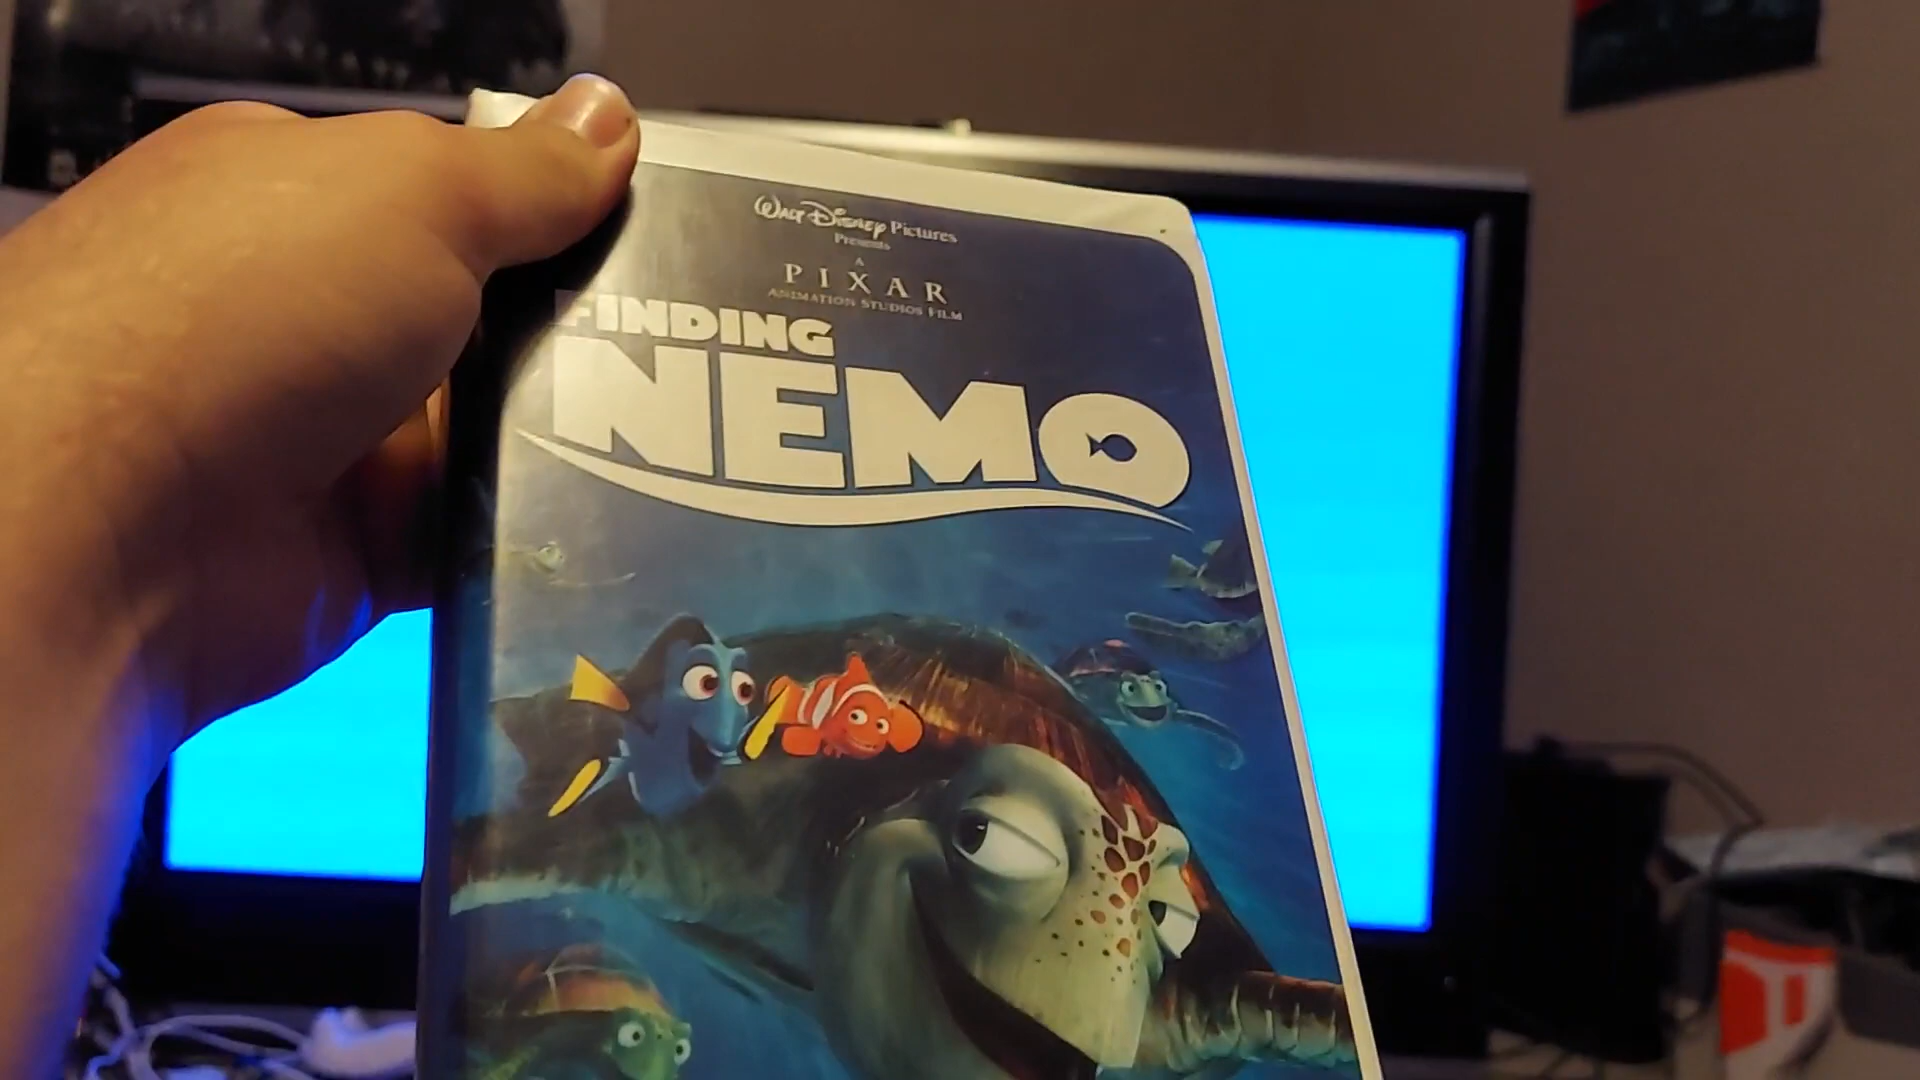 Walt Disney Pictures
Presents
A
PIXAR
ANIMATION STUDIOS FILM
FINDING
NEMO